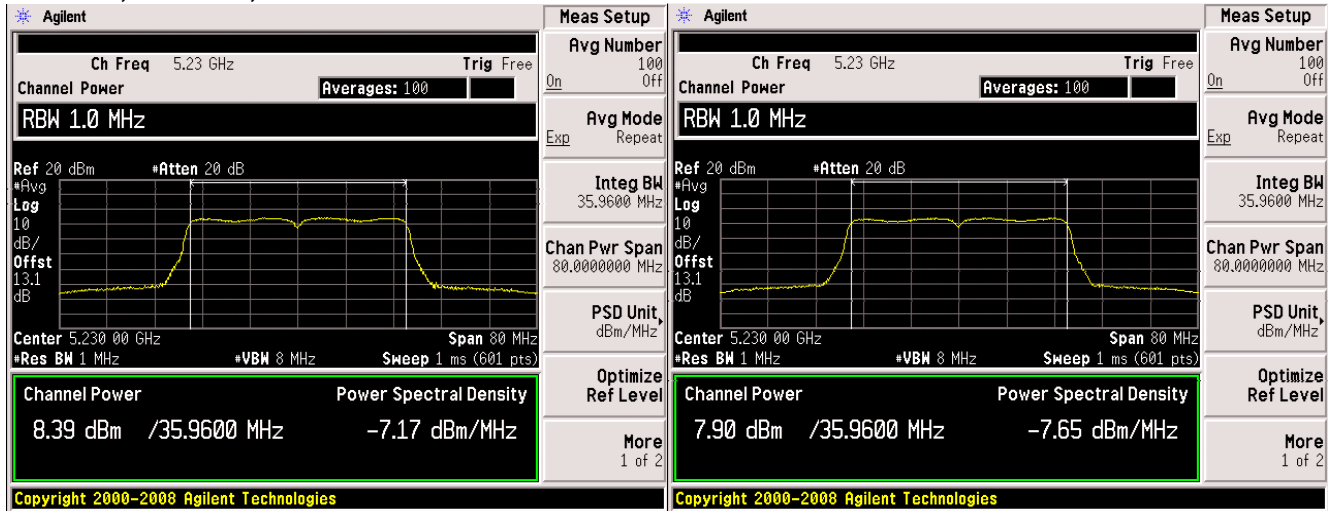 Agilent
Meas Setup
Ch Freq 5.23 GHz Trig Free
Channel Power Averages: 100
RBW 1.0 MHz
Ref 20 dBm #Atten 20 dB
#Avg
Log
10
dB/
Offst
13.1
dB
Center 5.230 00 GHz Span 80 MHz
#Res BW 1 MHz #VBW 8 MHz Sweep 1 ms (601 pts)
Channel Power Power Spectral Density
8.39 dBm /35.9600 MHz -7.17 dBm/MHz
Copyright 2000-2008 Agilent Technologies
Avg Number
100
On Off
Avg Mode
Exp Repeat
Integ BW
35.9600 MHz
Chan Pwr Span
80.0000000 MHz
PSD Unit
dBm/MHz
Optimize
Ref Level
More
1 of 2
Agilent
Meas Setup
Ch Freq 5.23 GHz Trig Free
Channel Power Averages: 100
RBW 1.0 MHz
Ref 20 dBm #Atten 20 dB
#Avg
Log
10
dB/
Offst
13.1
dB
Center 5.230 00 GHz Span 80 MHz
#Res BW 1 MHz #VBW 8 MHz Sweep 1 ms (601 pts)
Channel Power Power Spectral Density
7.90 dBm /35.9600 MHz -7.65 dBm/MHz
Copyright 2000-2008 Agilent Technologies
Avg Number
100
On Off
Avg Mode
Exp Repeat
Integ BW
35.9600 MHz
Chan Pwr Span
80.0000000 MHz
PSD Unit
dBm/MHz
Optimize
Ref Level
More
1 of 2